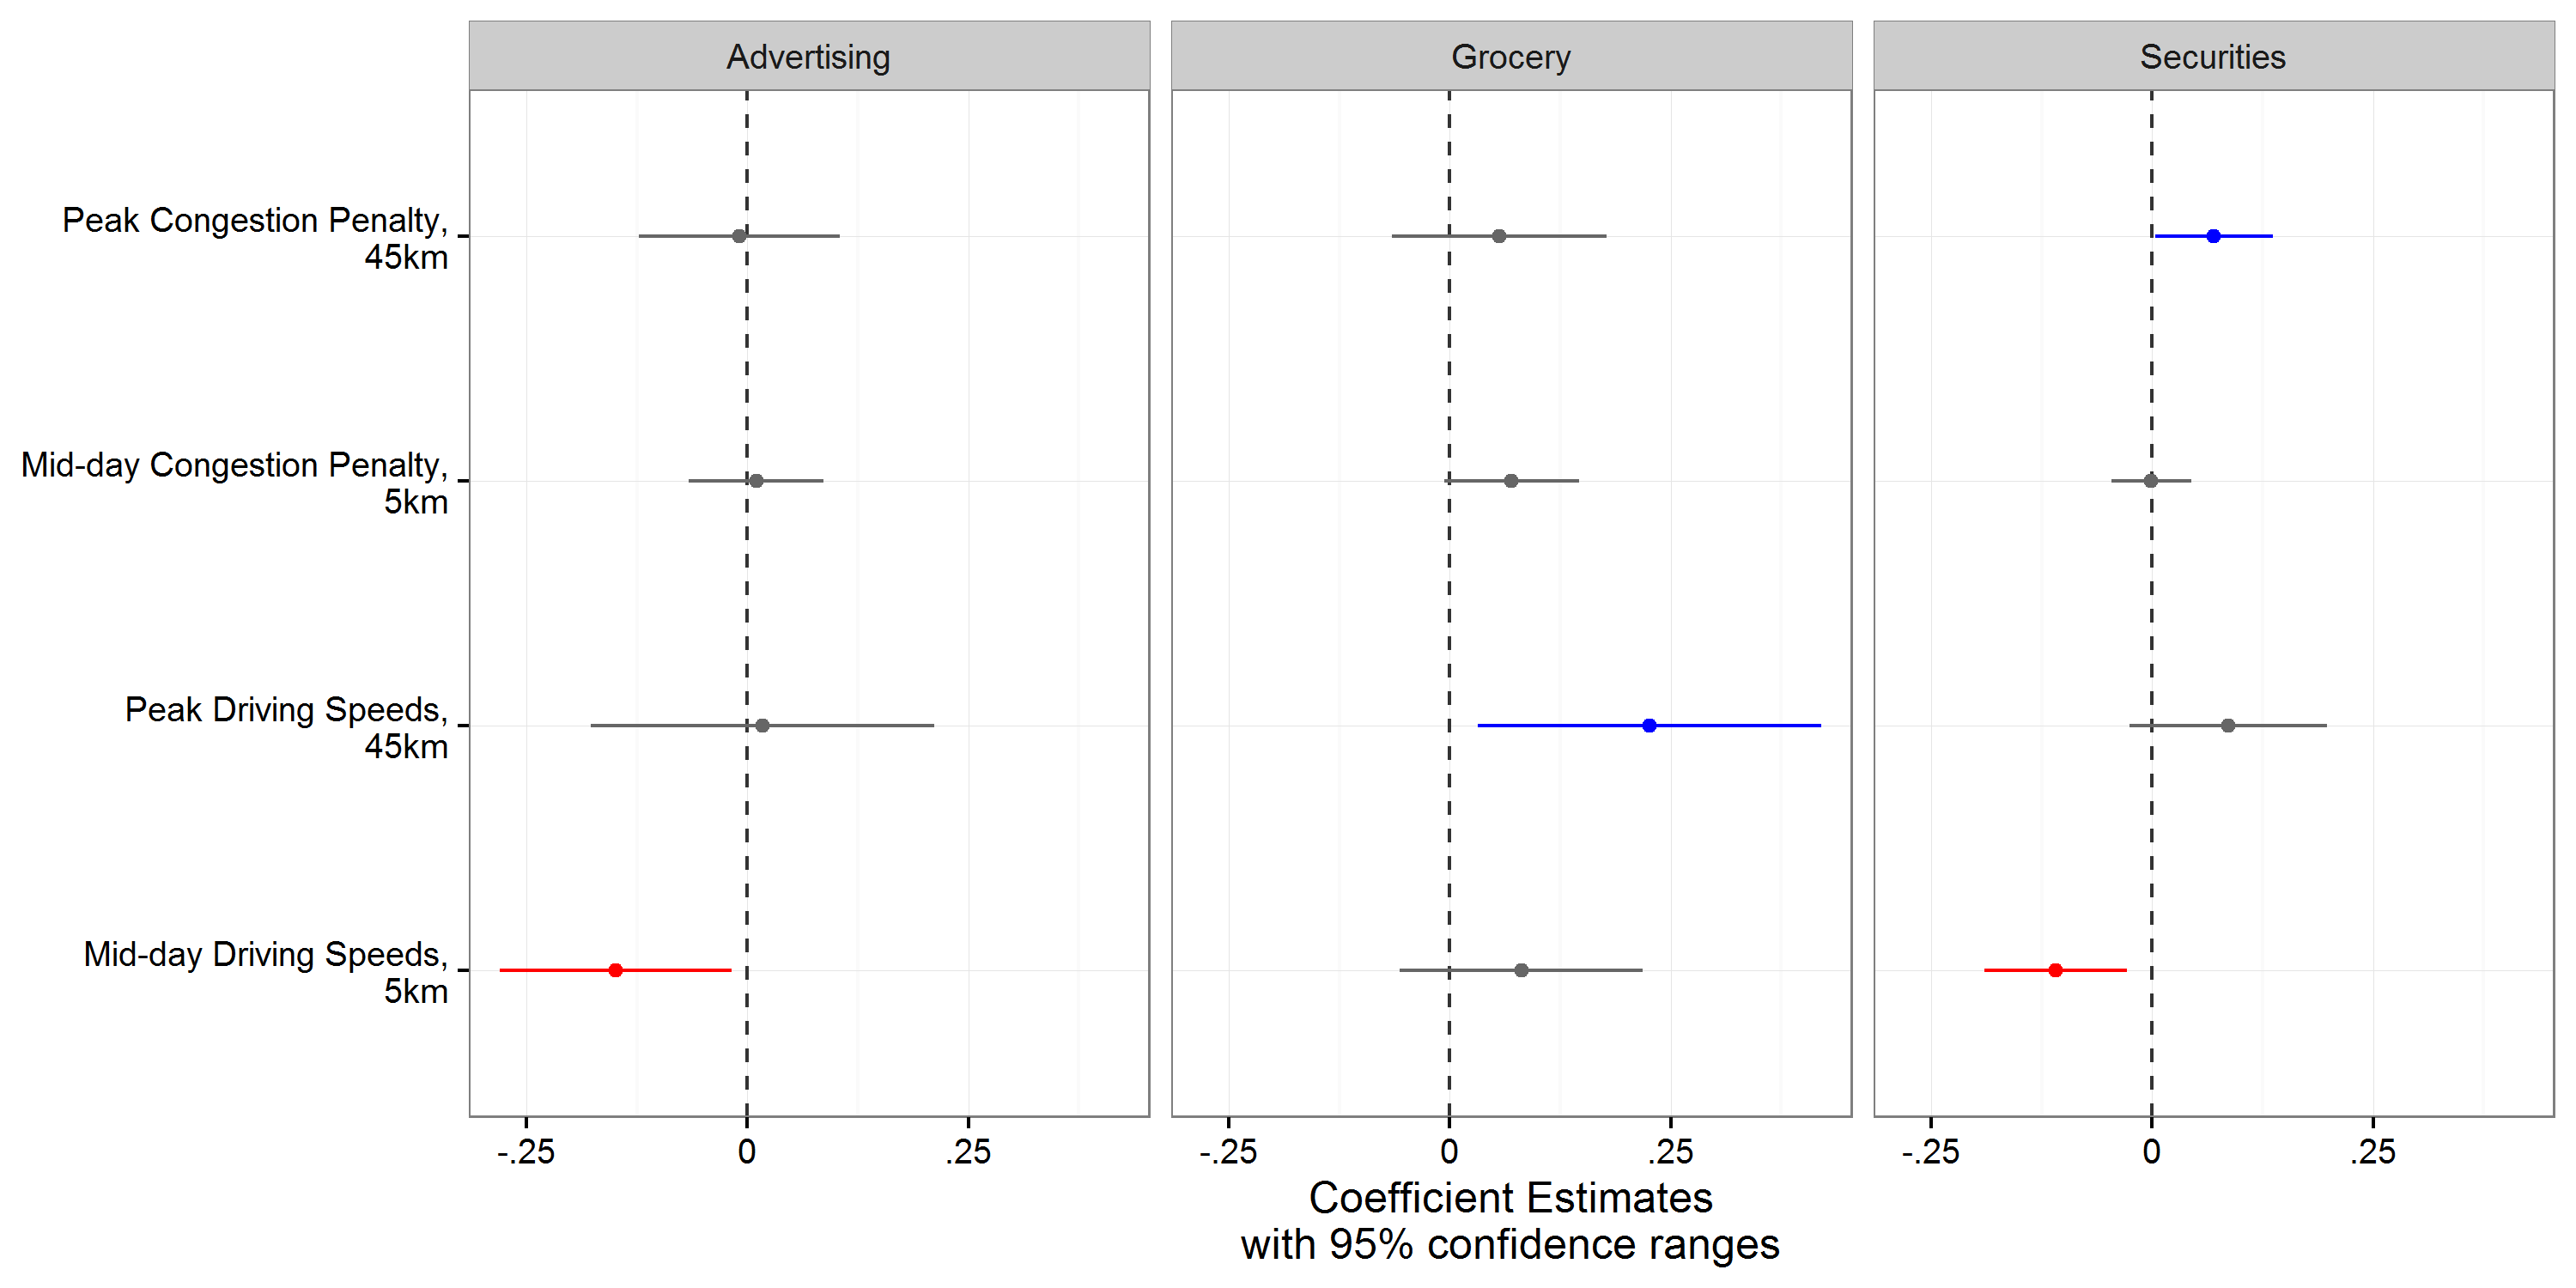 Advertising
Grocery
Securities
Peak Congestion Penalty,
45km
Mid-day Congestion Penalty,
5km
Peak Driving Speeds,
45km
Mid-day Driving Speeds,
5km
-.25 0 .25
-.25 0 .25
-.25 0 .25
Coefficient Estimates
with 95% confidence ranges